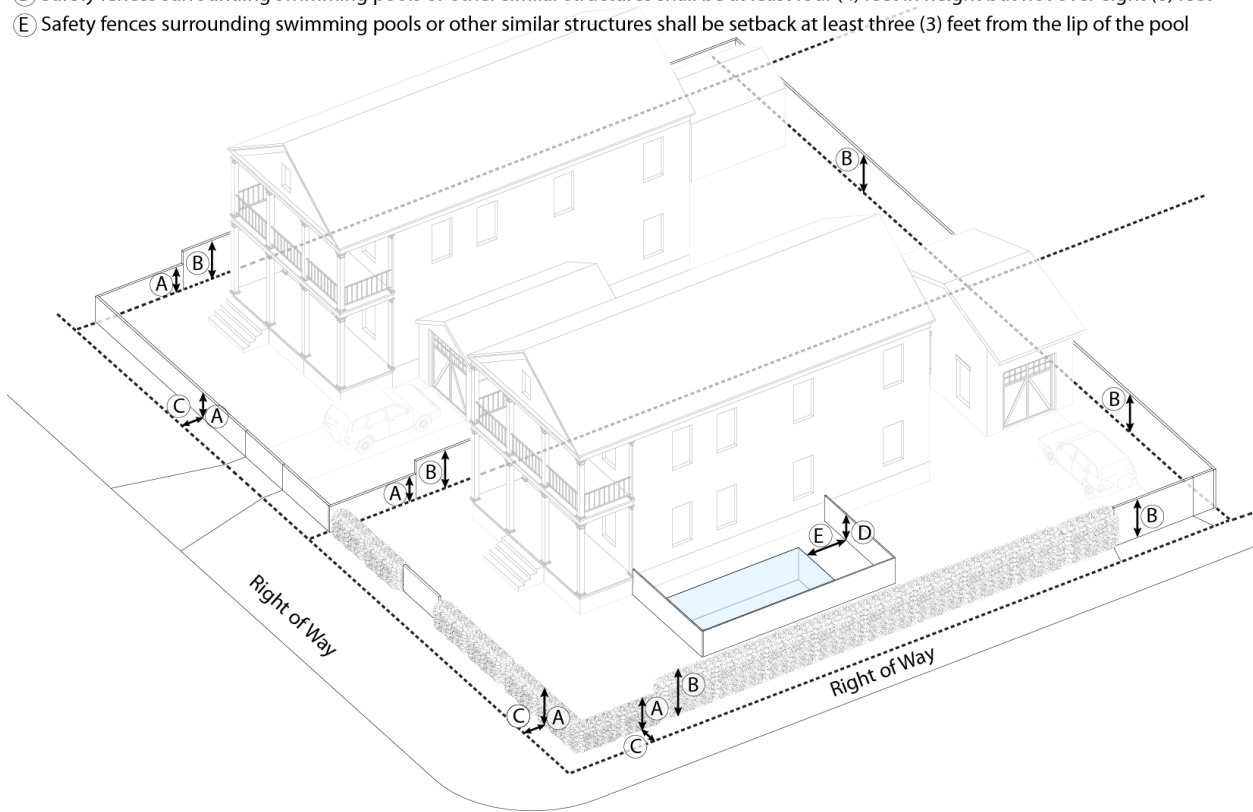 Ⓔ Safety fences surrounding swimming pools or other similar structures shall be setback at least three (3) feet from the lip of the pool
B
B
A
C
A
B
B
A
B
E
D
Right of Way
B
A
C
A
C
Right of Way